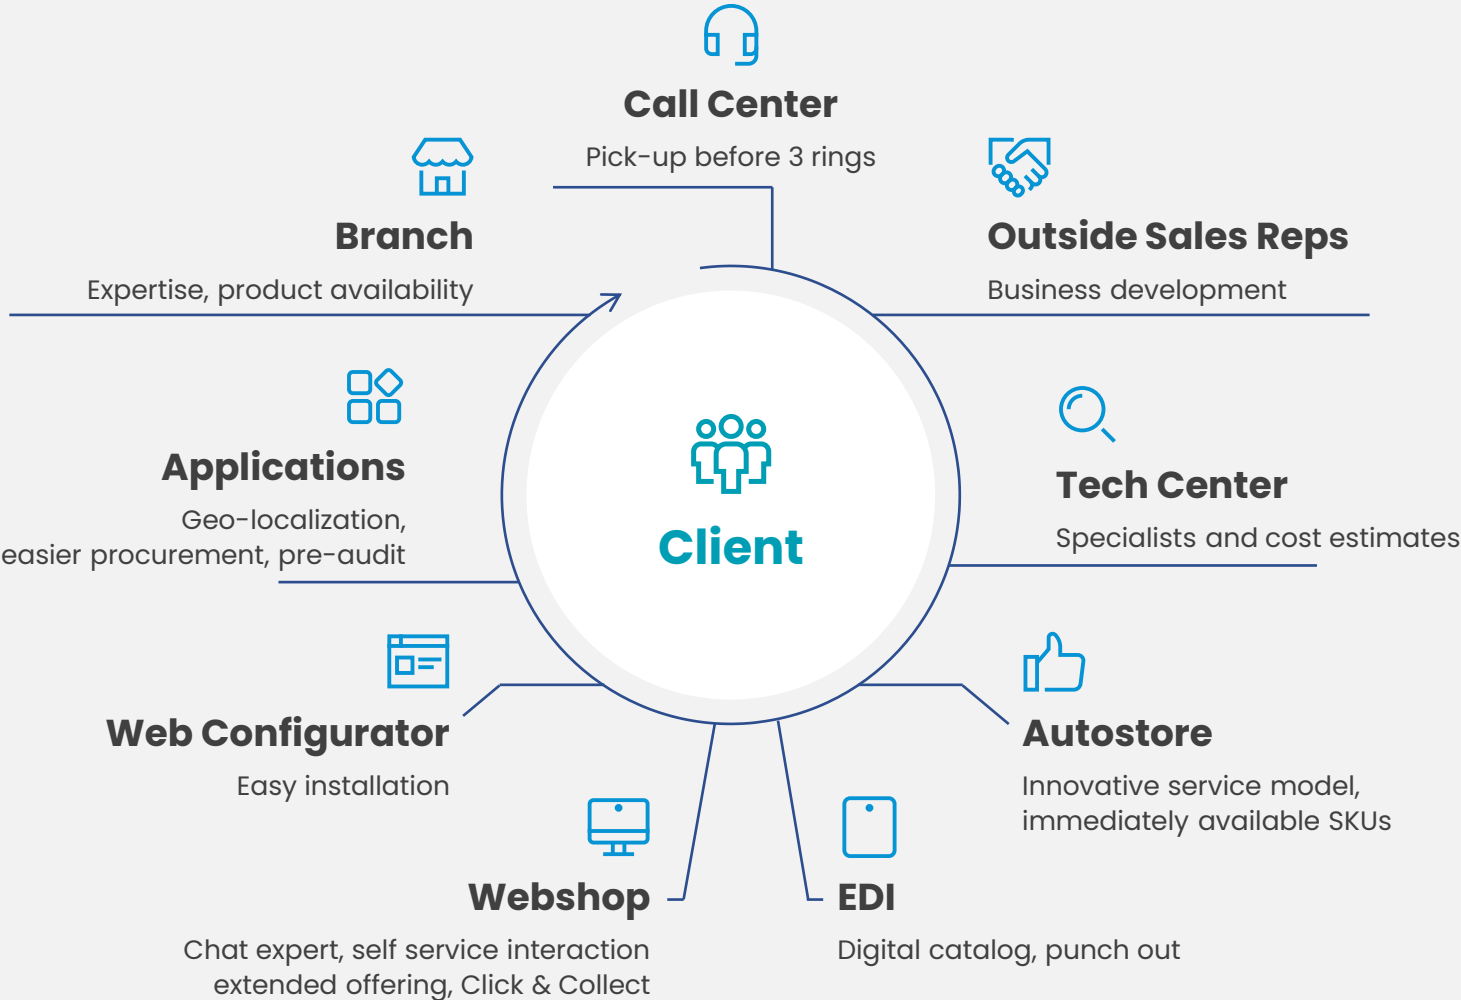 Call Center
Pick-up before 3 rings
Branch
Expertise, product availability
Outside Sales Reps
Business development
Applications
Geo-localization,
easier procurement, pre-audit
Client
Tech Center
Specialists and cost estimates
Web Configurator
Easy installation
Autostore
Innovative service model,
immediately available SKUs
Webshop
Chat expert, self service interaction
extended offering, Click & Collect
EDI
Digital catalog, punch out